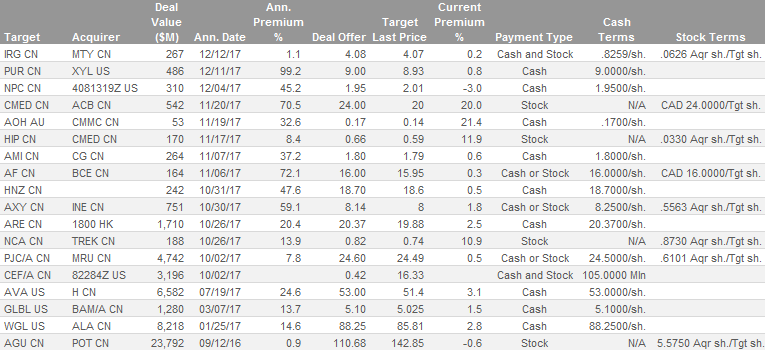 Target Acquirer Deal Value ($M) Ann. Date Ann. Premium % Deal Offer Target Last Price Current Premium % Payment Type Cash Terms Stock Terms
IRG CN MTY CN 267 12/12/17 1.1 4.08 4.07 0.2 Cash and Stock .8259/sh. .0626 Aqr sh./Tgt sh.
PUR CN XYL US 486 12/11/17 99.2 9.00 8.93 0.8 Cash 9.0000/sh.
NPC CN 4081319Z US 310 12/04/17 45.2 1.95 2.01 -3.0 Cash 1.9500/sh.
CMED CN ACB CN 542 11/20/17 70.5 24.00 20 20.0 Stock N/A CAD 24.0000/Tgt sh.
AOH AU CMMC CN 53 11/19/17 32.6 0.17 0.14 21.4 Cash .1700/sh.
HIP CN CMED CN 170 11/17/17 8.4 0.66 0.59 11.9 Stock N/A .0330 Aqr sh./Tgt sh.
AMI CN CG CN 264 11/07/17 37.2 1.80 1.79 0.6 Cash 1.8000/sh.
AF CN BCE CN 164 11/06/17 72.1 16.00 15.95 0.3 Cash or Stock 16.0000/sh. CAD 16.0000/Tgt sh.
HNZ CN 242 10/31/17 47.6 18.70 18.6 0.5 Cash 18.7000/sh.
AXY CN INE CN 751 10/30/17 59.1 8.14 8 1.8 Cash or Stock 8.2500/sh. .5563 Aqr sh./Tgt sh.
ARE CN 1800 HK 1,710 10/26/17 20.4 20.37 19.88 2.5 Cash 20.3700/sh.
NCA CN TREK CN 188 10/26/17 13.9 0.82 0.74 10.9 Stock N/A .8730 Aqr sh./Tgt sh.
PJC/A CN MRU CN 4,742 10/02/17 7.8 24.60 24.49 0.5 Cash or Stock 24.5000/sh. .6101 Aqr sh./Tgt sh.
CEF/A CN 82284Z US 3,196 10/02/17 0.42 16.33 Cash and Stock 105.0000 Mln
AVA US H CN 6,582 07/19/17 24.6 53.00 51.4 3.1 Cash 53.0000/sh.
GLBL US BAM/A CN 1,280 03/07/17 13.7 5.10 5.025 1.5 Cash 5.1000/sh.
WGL US ALA CN 8,218 01/25/17 14.6 88.25 85.81 2.8 Cash 88.2500/sh.
AGU CN POT CN 23,792 09/12/16 0.9 110.68 142.85 -0.6 Stock N/A 5.5750 Aqr sh./Tgt sh.